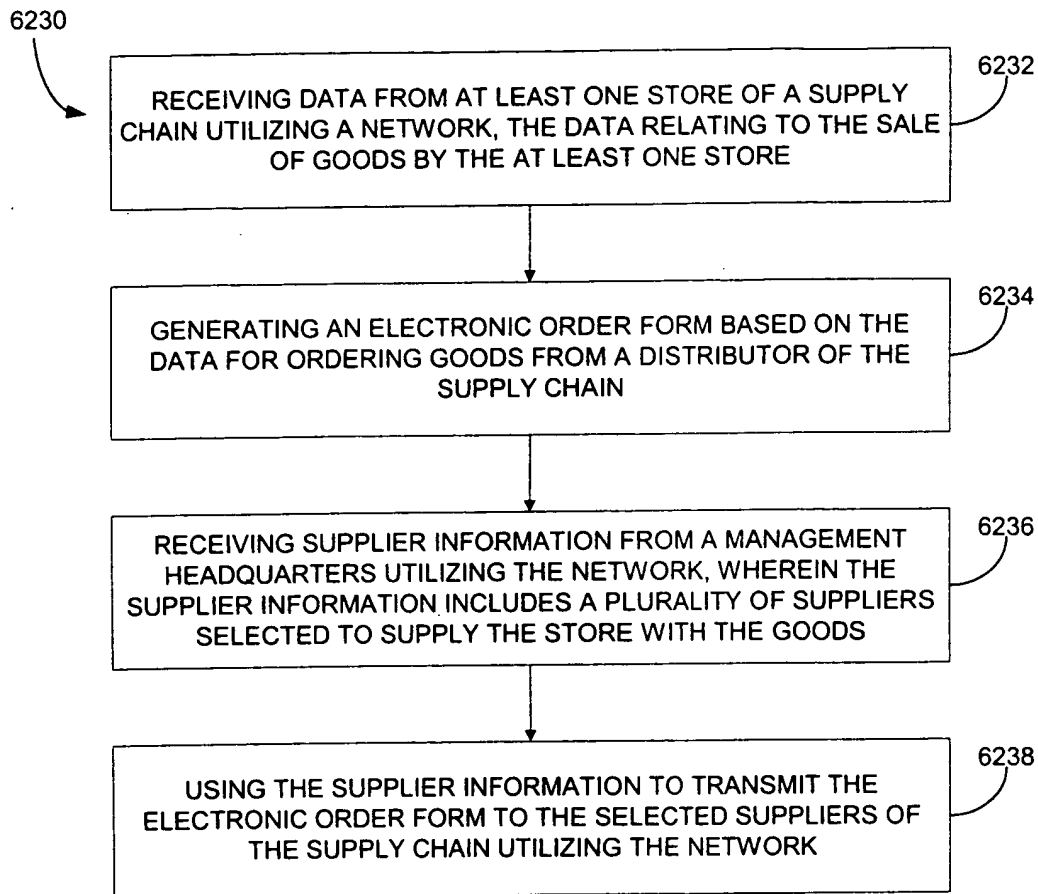 6230
6232
RECEIVING DATA FROM AT LEAST ONE STORE OF A SUPPLY
CHAIN UTILIZING A NETWORK, THE DATA RELATING TO THE SALE
OF GOODS BY THE AT LEAST ONE STORE
6234
GENERATING AN ELECTRONIC ORDER FORM BASED ON THE
DATA FOR ORDERING GOODS FROM A DISTRIBUTOR OF THE
SUPPLY CHAIN
6236
RECEIVING SUPPLIER INFORMATION FROM A MANAGEMENT
HEADQUARTERS UTILIZING THE NETWORK, WHEREIN THE
SUPPLIER INFORMATION INCLUDES A PLURALITY OF SUPPLIERS
SELECTED TO SUPPLY THE STORE WITH THE GOODS
6238
USING THE SUPPLIER INFORMATION TO TRANSMIT THE
ELECTRONIC ORDER FORM TO THE SELECTED SUPPLIERS OF
THE SUPPLY CHAIN UTILIZING THE NETWORK